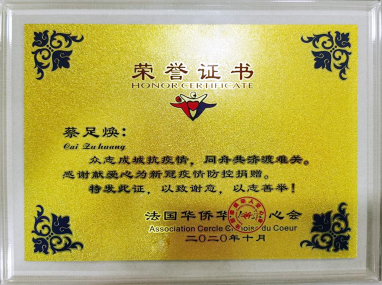 荣誉证书
HONOR CERTIFICATE
蔡足焕:
Cai Zu huang
众志成城抗疫情,同舟共济渡难关。
感谢献爱心为新冠疫情防控捐赠。
特发此证,以致谢意,以志善举!
法国华侨华 心会
Association Cercle Chinois du Coeur
二〇二〇年十月